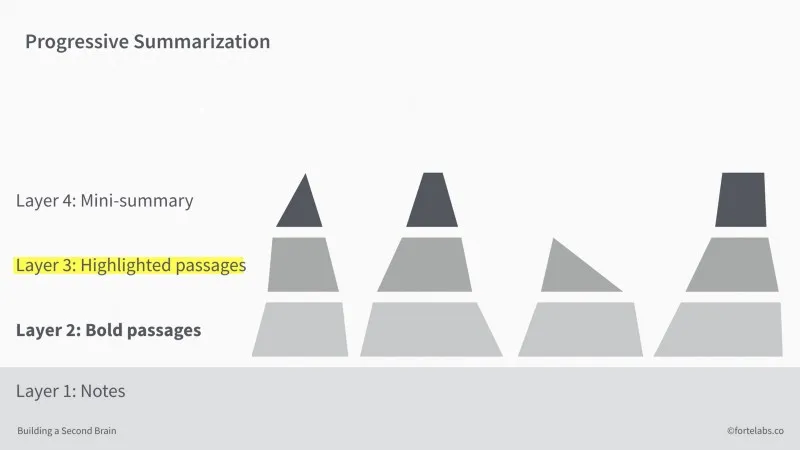 Progressive Summarization
Layer 4: Mini-summary
Layer 3: Highlighted passages
Layer 2: Bold passages
Layer 1: Notes
Building a Second Brain
©fortelabs.co